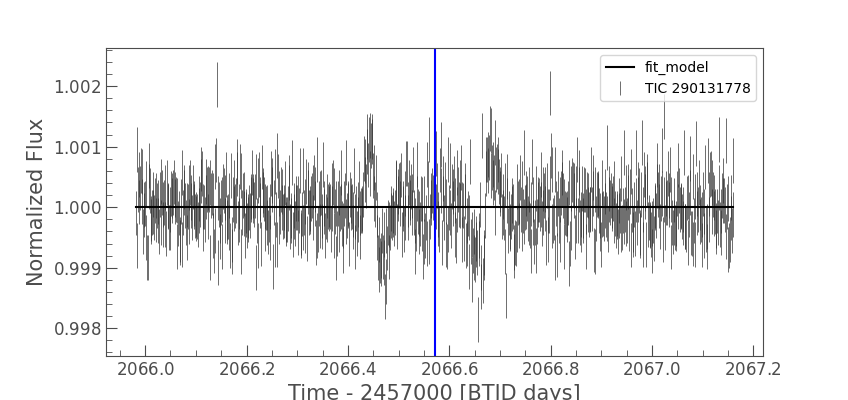 fit_model
TIC 290131778
Normalized Flux
1.002
1.001
1.000
0.999
0.998
2066.0 2066.2 2066.4 2066.6 2066.8 2067.0 2067.2
Time - 2457000 [BTJD days]